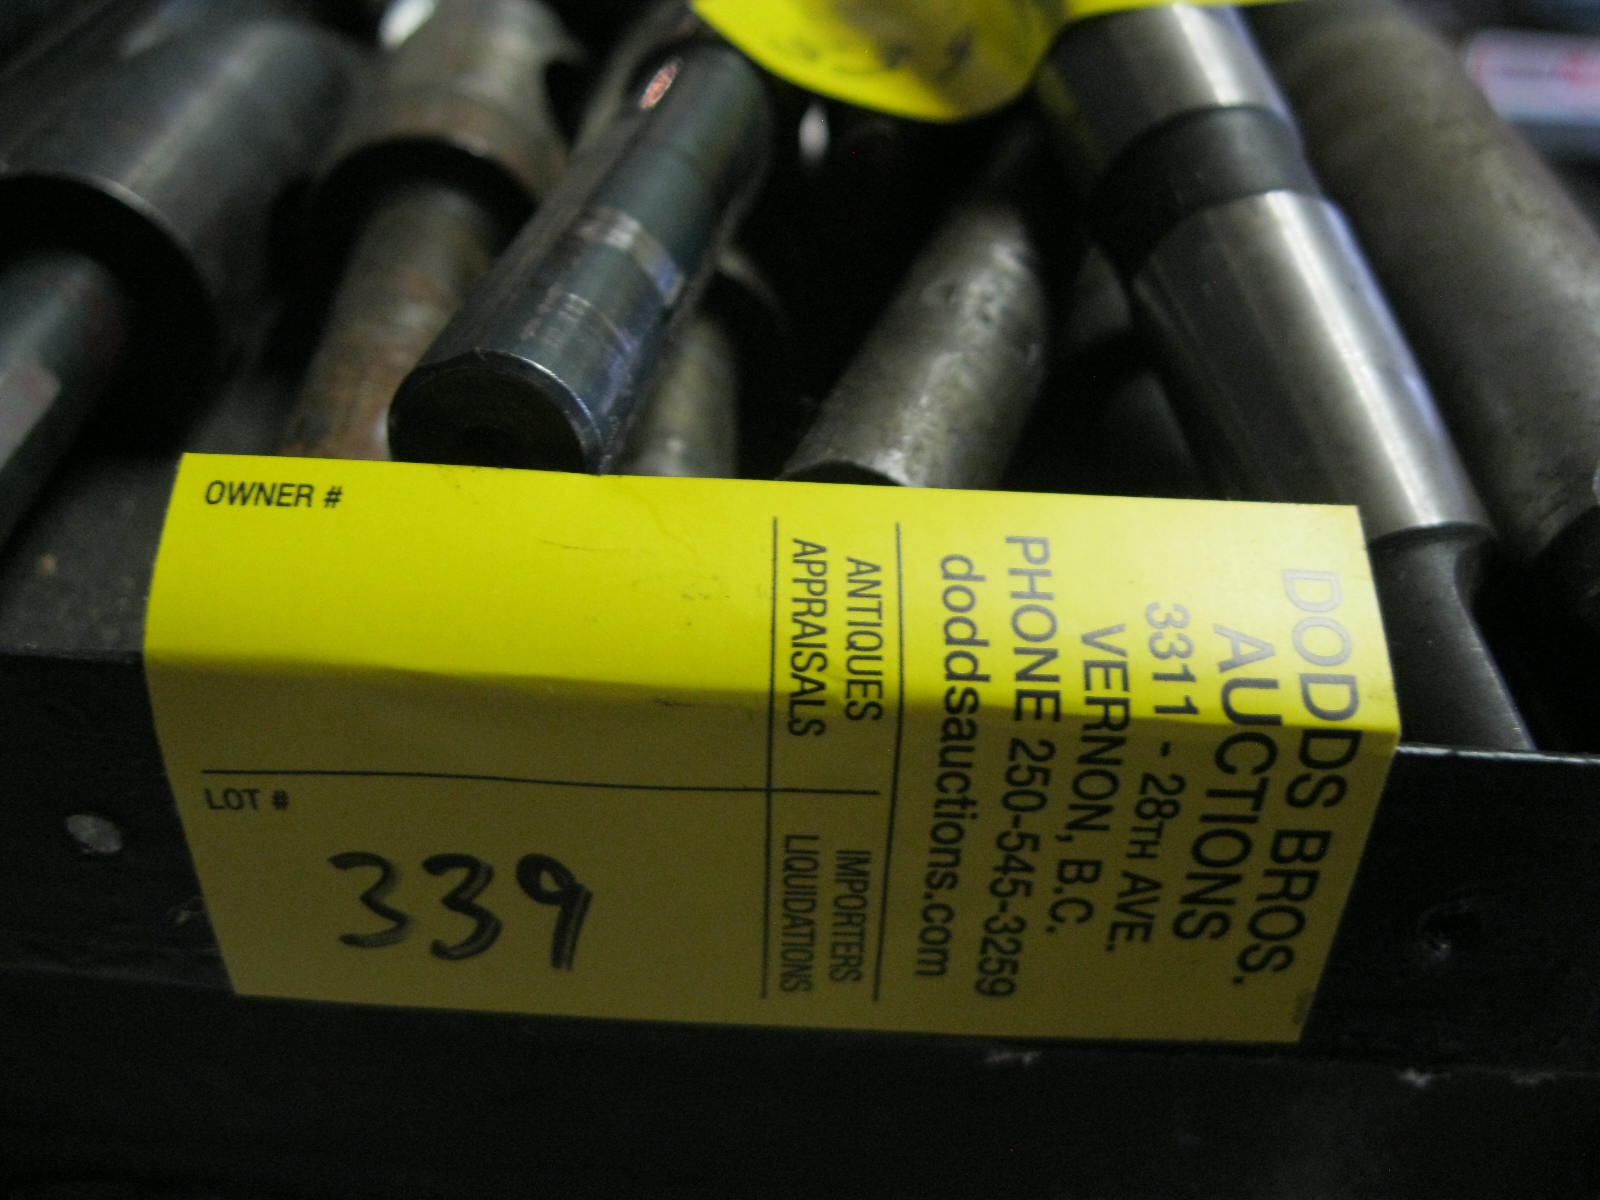 OWNER #
LOT #
339
ANTIQUES
APPRAISALS
IMPORTERS
LIQUIDATIONS
DODDS BROS.
AUCTIONS
3311 - 28TH AVE.
VERNON, B.C.
PHONE 250-545-3259
doddsauctions.com